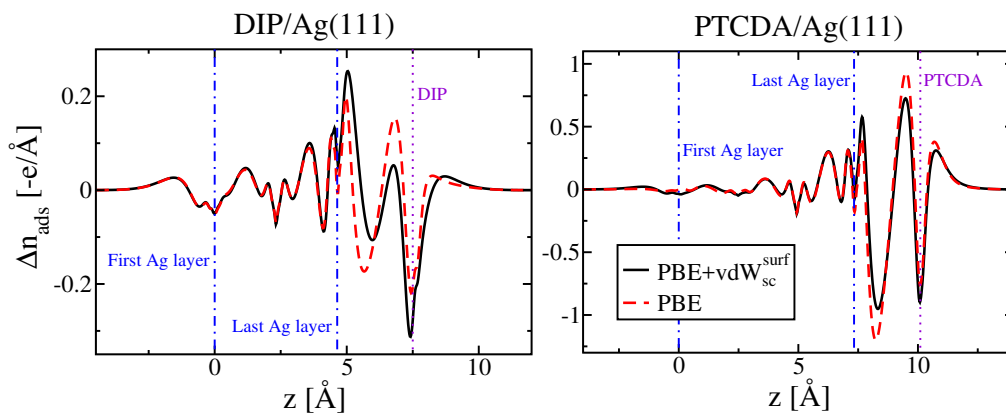 DIP/Ag(111)
PTCDA/Ag(111)
Δn_ads [-e/Å]
0.2
0
-0.2
First Ag layer
Last Ag layer
DIP
0
5
10
z [Å]
1
0.5
0
-0.5
-1
Last Ag layer
PTCDA
First Ag layer
PBE+vdW^surf_sc
PBE
0
5
10
z [Å]